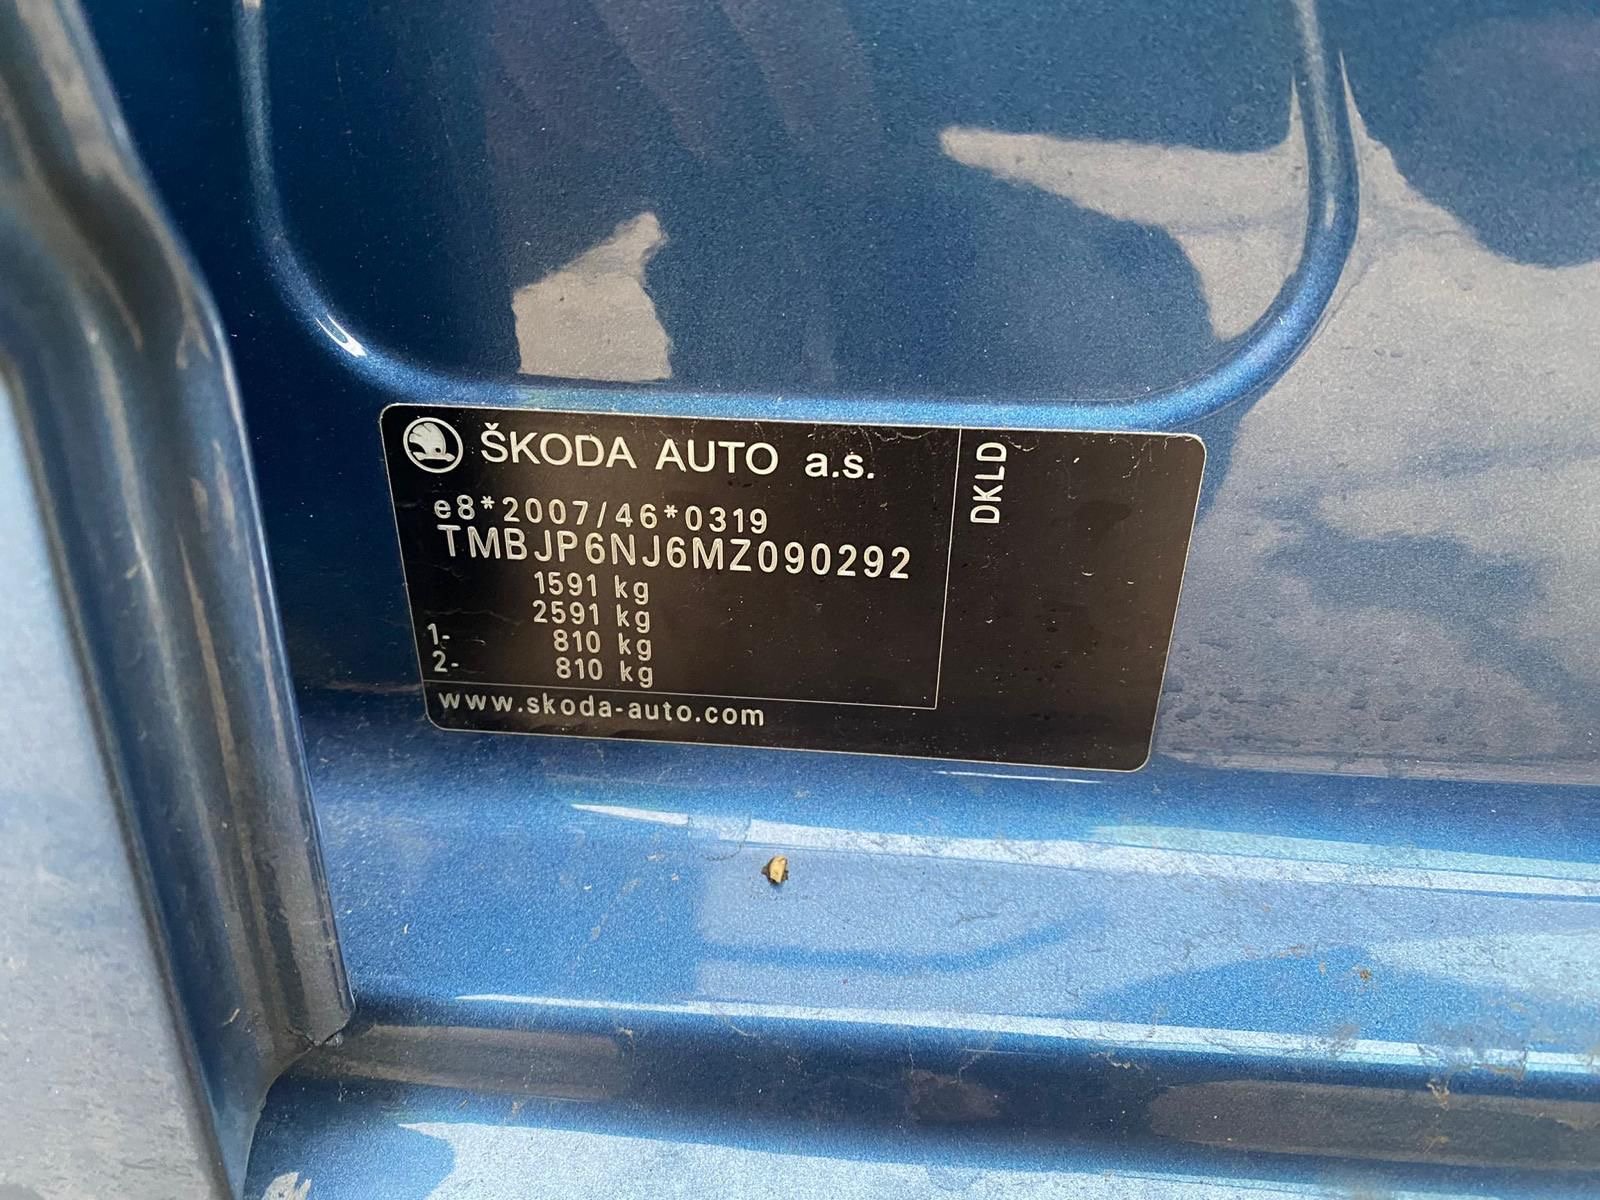 ŠKODA AUTO a.s.
e8*2007/46*0319
TMBJP6NJ6MZ090292
1591 kg
2591 kg
1- 810 kg
2- 810 kg
www.skoda-auto.com
DKLD